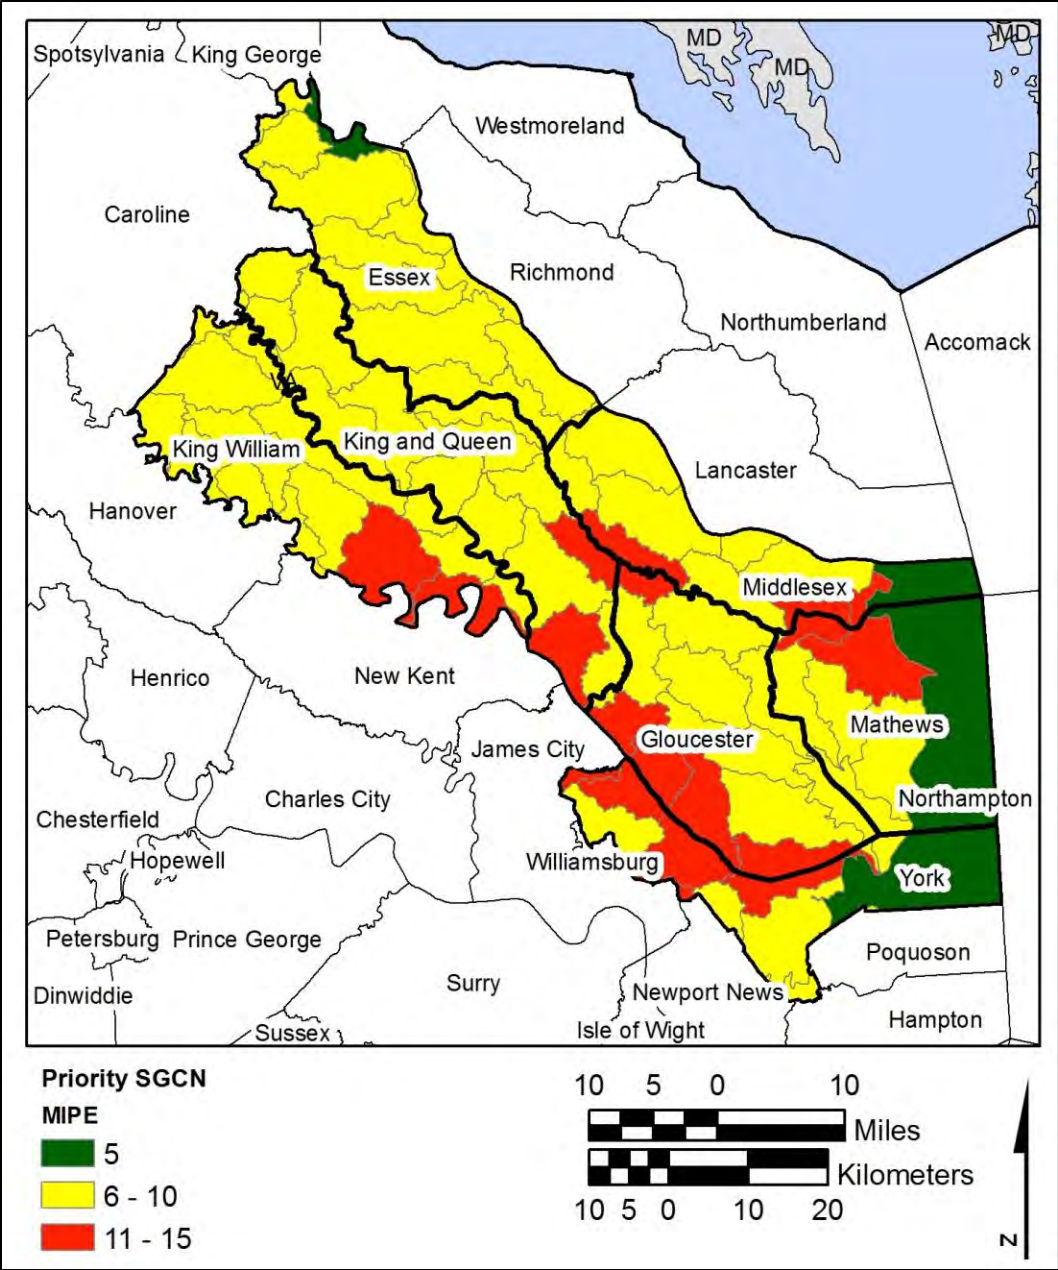 MD
MD
MD
Spotsylvania
King George
Westmoreland
Caroline
Essex
Richmond
Northumberland
Accomack
VA
King William
King and Queen
Lancaster
Hanover
Middlesex
Henrico
New Kent
Mathews
Gloucester
James City
Northampton
Charles City
Chesterfield
Hopewell
Williamsburg
York
Petersburg
Prince George
Poquoson
Dinwiddie
Surry
Newport News
Sussex
Isle of Wight
Hampton
Priority SGCN
MIPE
5
6 - 10
11 - 15
10 5 0 10
Miles
Kilometers
10 5 0 10 20
N